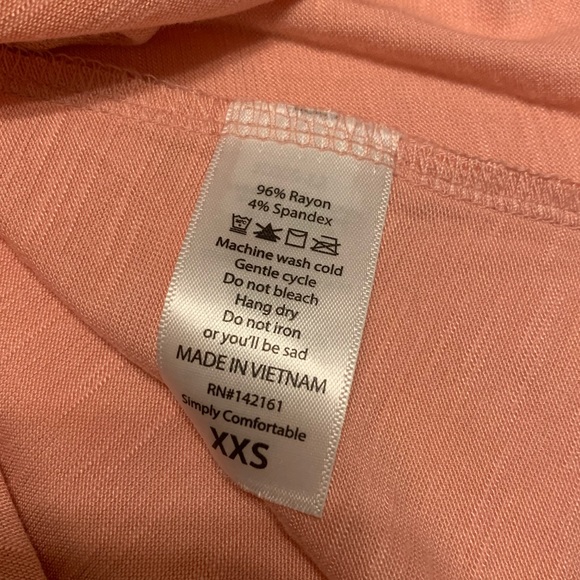 96% Rayon
4% Spandex
Machine wash cold
Gentle cycle
Do not bleach
Hang dry
Do not iron
or you'll be sad
MADE IN VIETNAM
RN#142161
simply Comfortable
XXS